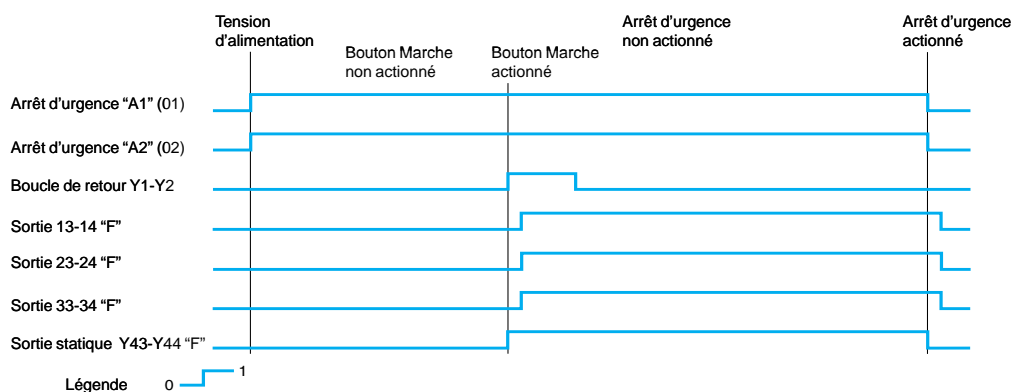 Tension
d'alimentation
Bouton Marche
non actionné
Bouton Marche
actionné
Arrêt d'urgence
non actionné
Arrêt d'urgence
actionné
Arrêt d'urgence “A1” (01)
Arrêt d'urgence “A2” (02)
Boucle de retour Y1-Y2
Sortie 13-14 “F”
Sortie 23-24 “F”
Sortie 33-34 “F”
Sortie statique Y43-Y44 “F”
Légende 0 1